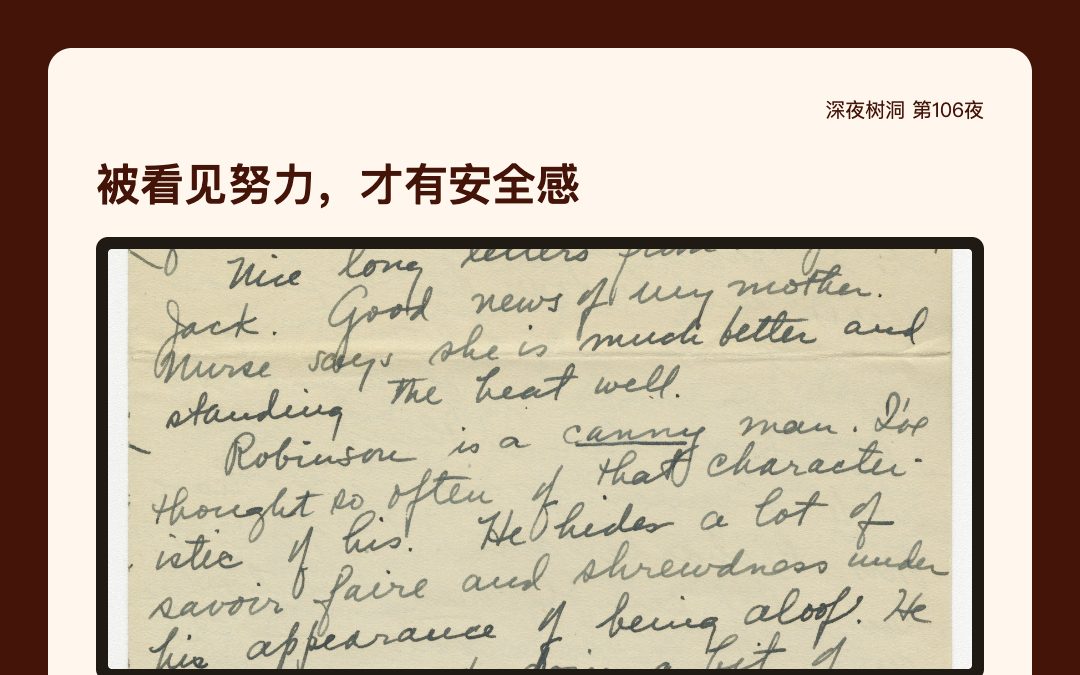 深夜树洞 第106夜
被看见努力，才有安全感
Nice long letters from
Jack. Good news of my mother.
Nurse says she is much better and
standing the heat well.
Robinson is a canny man. I've
thought so often of that character-
istic of his. He hides a lot of
savoir faire and shrewdness under
his appearance of being aloof. He
a bit of